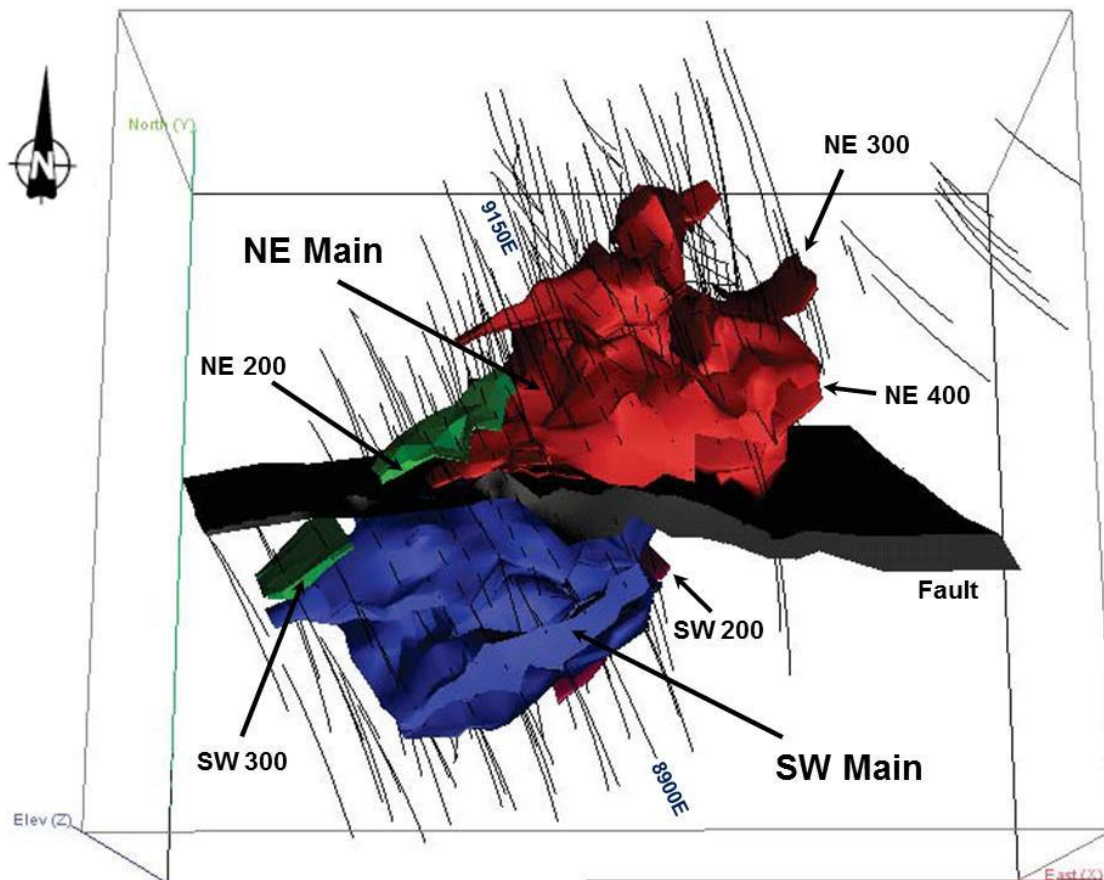 North (Y)
N
NE 300
9150E
NE Main
NE 200
NE 400
Fault
SW 200
SW 300
SW Main
8900E
Elev (Z)
East (X)